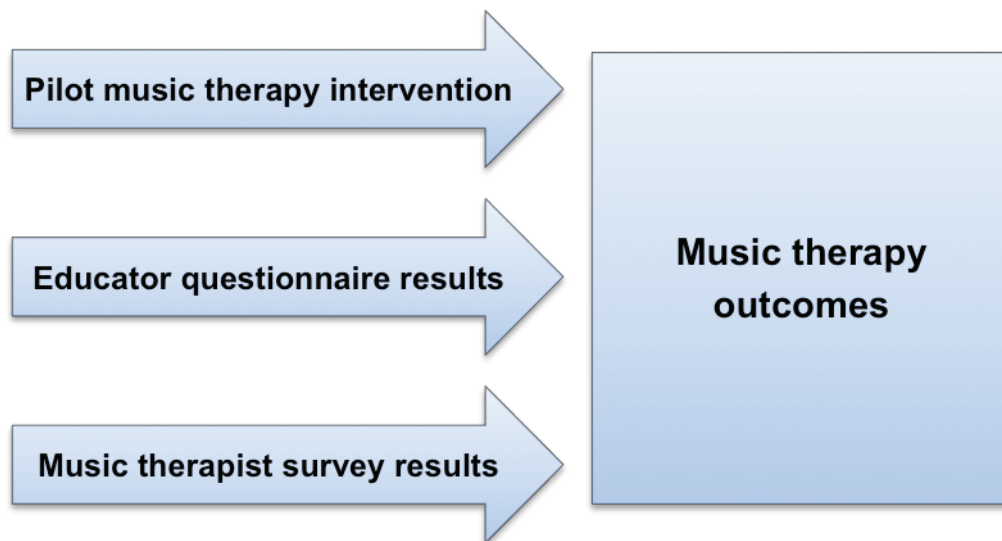 Pilot music therapy intervention
Educator questionnaire results
Music therapist survey results
Music therapy
outcomes